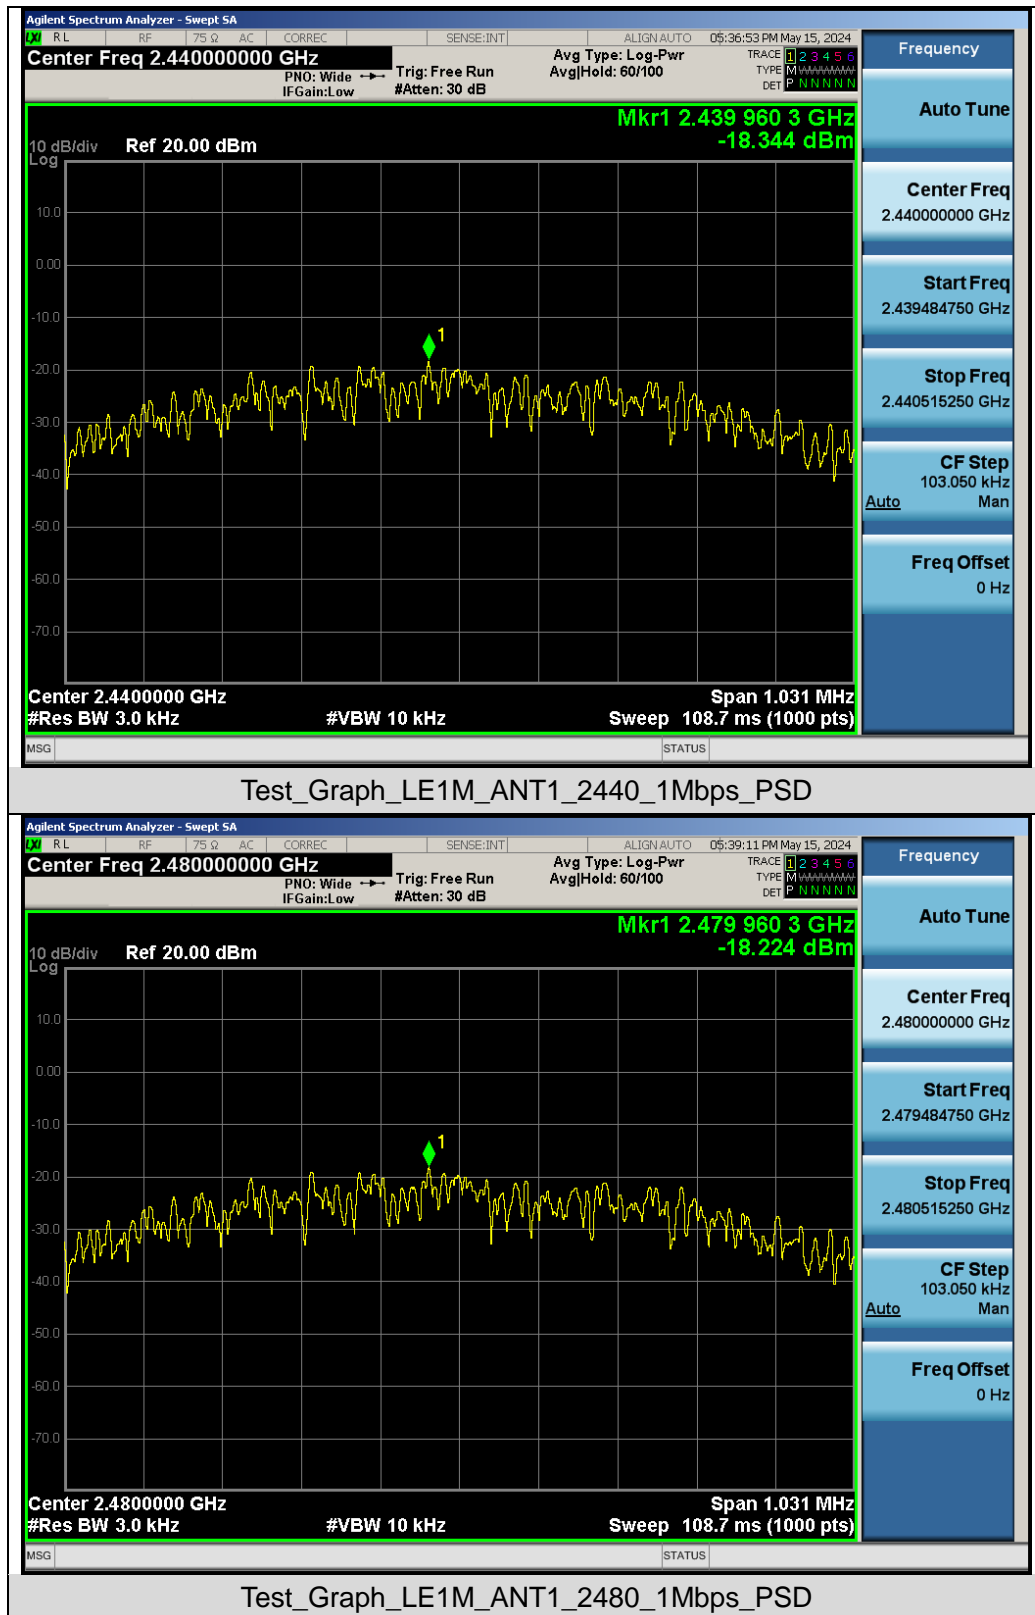 Agilent Spectrum Analyzer - Swept SA
LXI RL RF 75 Ω AC CORREC SENSE:INT ALIGN AUTO 05:36:53 PM May 15, 2024
Center Freq 2.440000000 GHz
PNO: Wide
IFGain:Low
Trig: Free Run
#Atten: 30 dB
Avg Type: Log-Pwr
Avg|Hold: 60/100
TRACE 1 2 3 4 5 6
TYPE M
DET P N N N N N
Frequency
Auto Tune
Mkr1 2.439 960 3 GHz
-18.344 dBm
10 dB/div Ref 20.00 dBm
Log
10.0
0.00
-10.0
-20.0
-30.0
-40.0
-50.0
-60.0
-70.0
1
Center Freq
2.440000000 GHz
Start Freq
2.439484750 GHz
Stop Freq
2.440515250 GHz
CF Step
103.050 kHz
Auto Man
Freq Offset
0 Hz
Center 2.4400000 GHz Span 1.031 MHz
#Res BW 3.0 kHz #VBW 10 kHz Sweep 108.7 ms (1000 pts)
MSG STATUS
Test_Graph_LE1M_ANT1_2440_1Mbps_PSD
Agilent Spectrum Analyzer - Swept SA
LXI RL RF 75 Ω AC CORREC SENSE:INT ALIGN AUTO 05:39:11 PM May 15, 2024
Center Freq 2.480000000 GHz
PNO: Wide
IFGain:Low
Trig: Free Run
#Atten: 30 dB
Avg Type: Log-Pwr
Avg|Hold: 60/100
TRACE 1 2 3 4 5 6
TYPE M
DET P N N N N N
Frequency
Auto Tune
Mkr1 2.479 960 3 GHz
-18.224 dBm
10 dB/div Ref 20.00 dBm
Log
10.0
0.00
-10.0
-20.0
-30.0
-40.0
-50.0
-60.0
-70.0
1
Center Freq
2.480000000 GHz
Start Freq
2.479484750 GHz
Stop Freq
2.480515250 GHz
CF Step
103.050 kHz
Auto Man
Freq Offset
0 Hz
Center 2.4800000 GHz Span 1.031 MHz
#Res BW 3.0 kHz #VBW 10 kHz Sweep 108.7 ms (1000 pts)
MSG STATUS
Test_Graph_LE1M_ANT1_2480_1Mbps_PSD